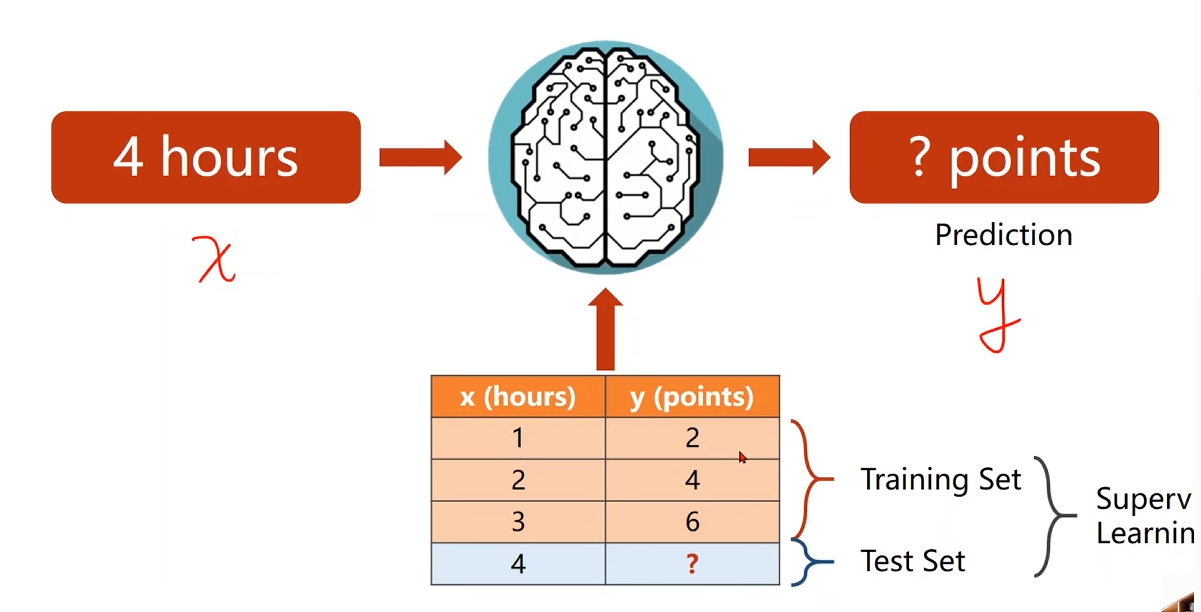 4 hours
? points
Prediction
x
y
x (hours) y (points)
1 2
2 4
3 6
4 ?
Training Set
Test Set
Superv
Learnin